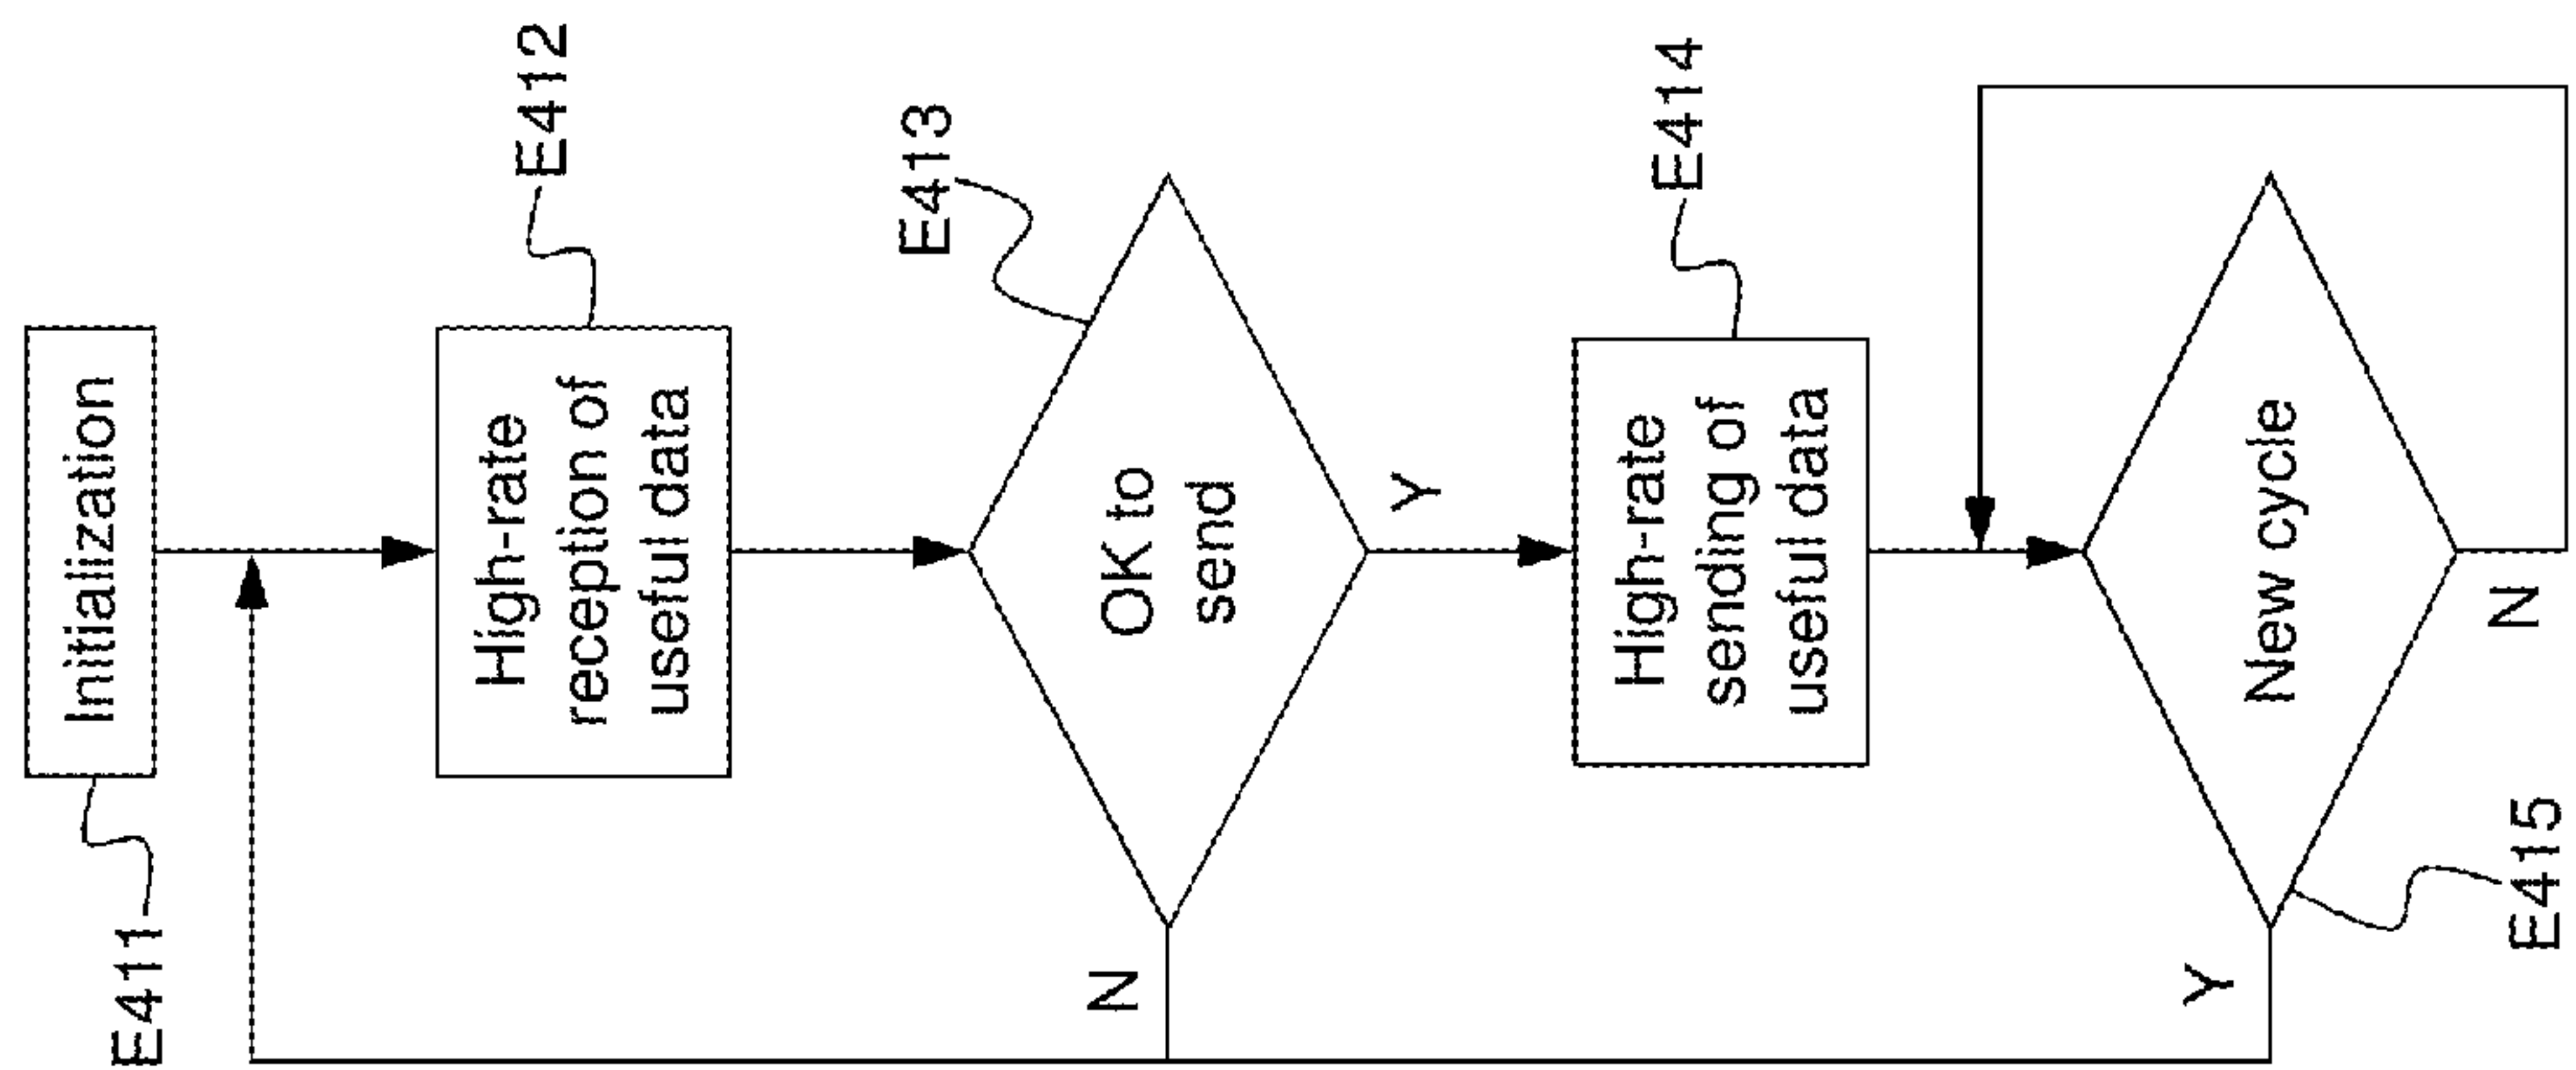 E411
Initialization
E412
High-rate
reception of
useful data
E413
OK to
send
N
Y
E414
High-rate
sending of
useful data
New cycle
Y
N
E415